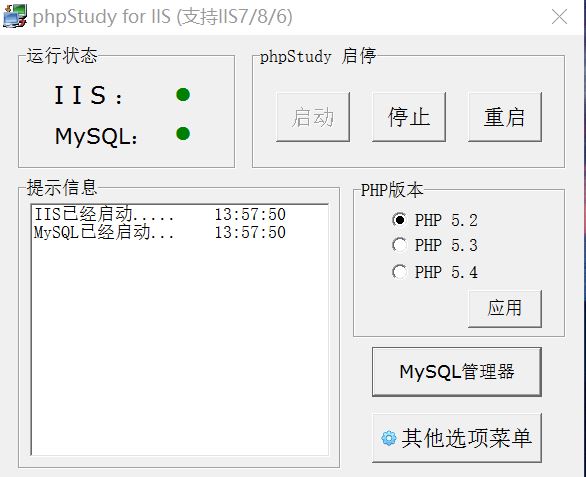 phpStudy for IIS (支持IIS7/8/6)
运行状态
I I S :
MySQL:
phpStudy 启停
启动 停止 重启
提示信息
IIS已经启动..... 13:57:50
MySQL已经启动... 13:57:50
PHP版本
PHP 5.2
PHP 5.3
PHP 5.4
应用
MySQL管理器
其他选项菜单